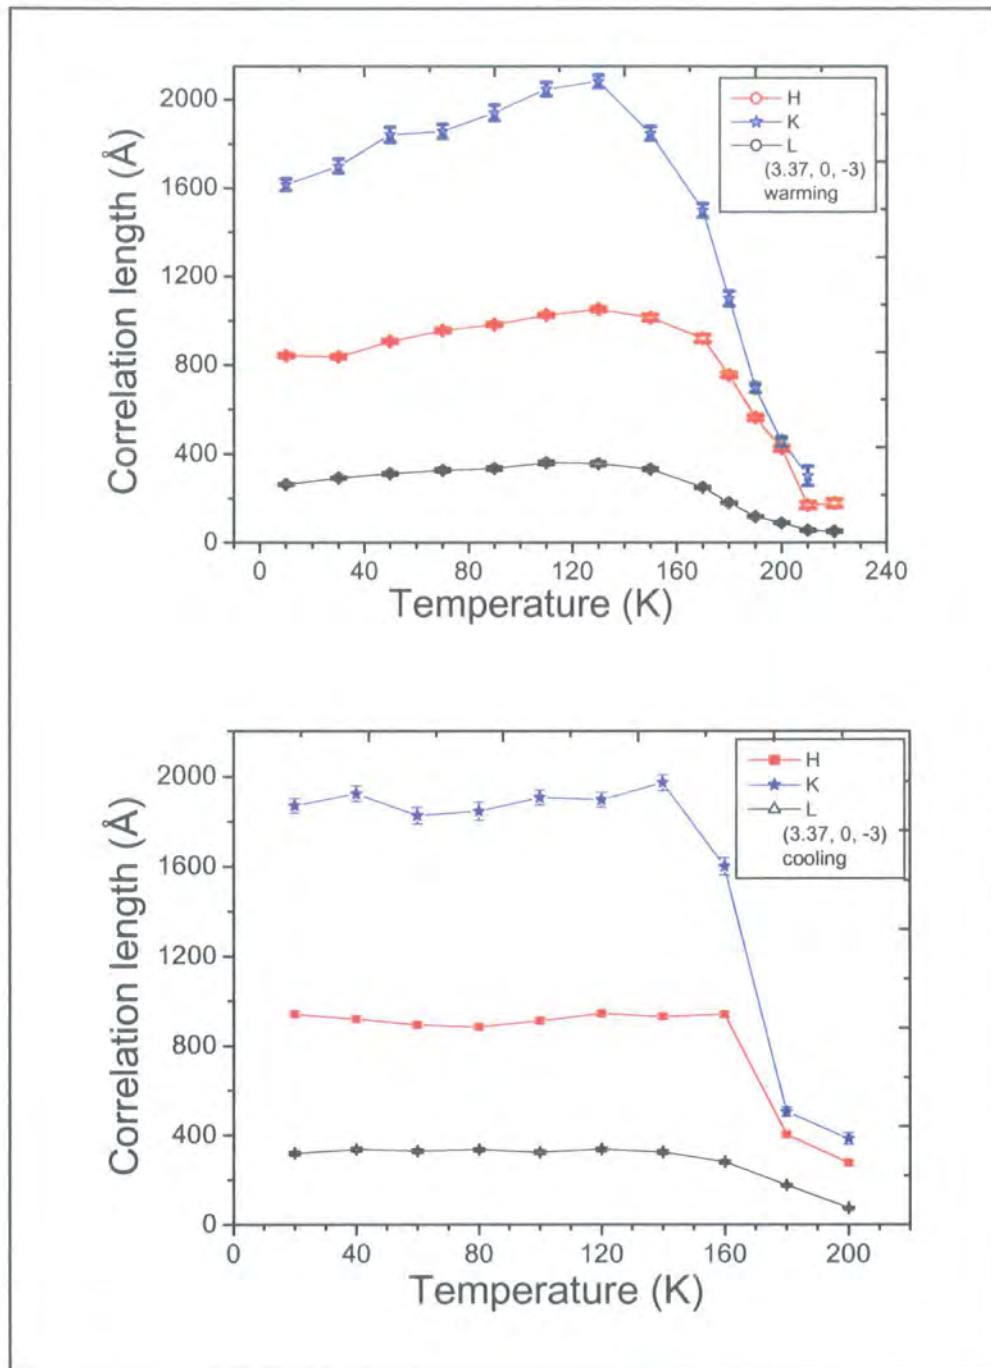 2000
1600
1200
800
400
0
Correlation length (Å)
H
K
L
(3.37, 0, -3)
warming
0 40 80 120 160 200 240
Temperature (K)
2000
1600
1200
800
400
0
Correlation length (Å)
H
K
L
(3.37, 0, -3)
cooling
0 40 80 120 160 200
Temperature (K)